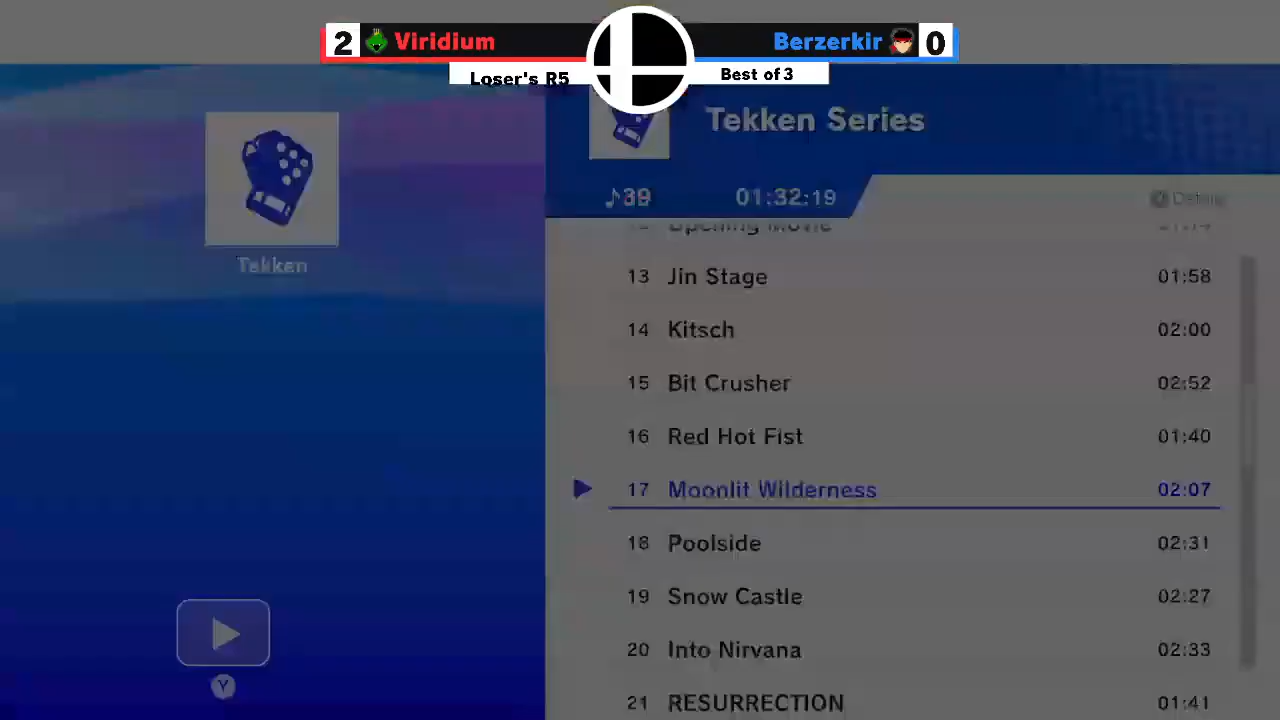 2 Viridium
Berzerkir 0
Loser's R5
Best of 3
Tekken Series
♪39 01:32:19
Details
Tekken
Opening Movie
13 Jin Stage 01:58
14 Kitsch 02:00
15 Bit Crusher 02:52
16 Red Hot Fist 01:40
17 Moonlit Wilderness 02:07
18 Poolside 02:31
19 Snow Castle 02:27
20 Into Nirvana 02:33
21 RESURRECTION 01:41
Y